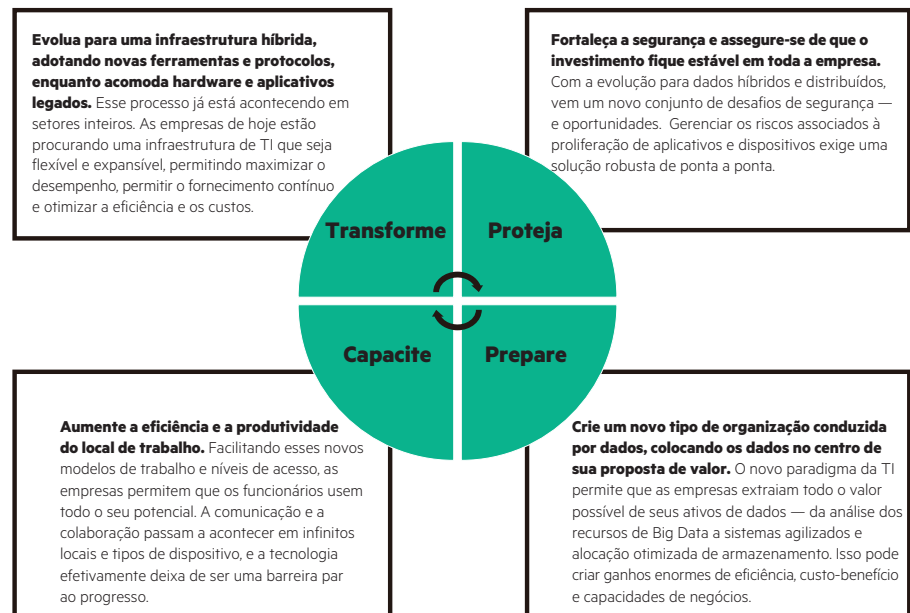 Evolua para uma infraestrutura híbrida,
adotando novas ferramentas e protocolos,
enquanto acomoda hardware e aplicativos
legados. Esse processo já está acontecendo em
setores inteiros. As empresas de hoje estão
procurando uma infraestrutura de TI que seja
flexível e expansível, permitindo maximizar o
desempenho, permitir o fornecimento contínuo
e otimizar a eficiência e os custos.
Fortaleça a segurança e assegure-se de que o
investimento fique estável em toda a empresa.
Com a evolução para dados híbridos e distribuídos,
vem um novo conjunto de desafios de segurança —
e oportunidades. Gerenciar os riscos associados à
proliferação de aplicativos e dispositivos exige uma
solução robusta de ponta a ponta.
Transforme
Proteja
Capacite
Prepare
Aumente a eficiência e a produtividade
do local de trabalho. Facilitando esses novos
modelos de trabalho e níveis de acesso, as
empresas permitem que os funcionários usem
todo o seu potencial. A comunicação e a
colaboração passam a acontecer em infinitos
locais e tipos de dispositivo, e a tecnologia
efetivamente deixa de ser uma barreira par
ao progresso.
Crie um novo tipo de organização conduzida
por dados, colocando os dados no centro de
sua proposta de valor. O novo paradigma da TI
permite que as empresas extraiam todo o valor
possível de seus ativos de dados — da análise dos
recursos de Big Data a sistemas agilizados e
alocação otimizada de armazenamento. Isso pode
criar ganhos enormes de eficiência, custo-benefício
e capacidades de negócios.